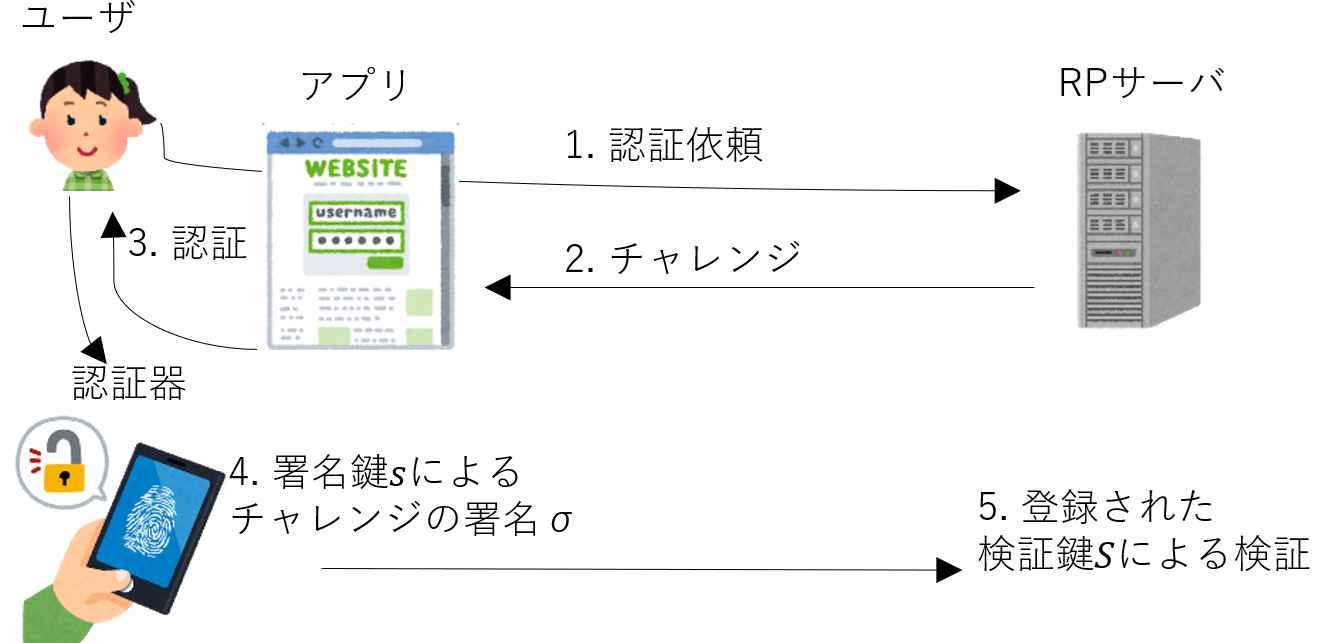 ユーザ
アプリ
RPサーバ
1. 認証依頼
WEBSITE
username
2. チャレンジ
3. 認証
認証器
4. 署名鍵sによる
チャレンジの署名 σ
5. 登録された
検証鍵Sによる検証